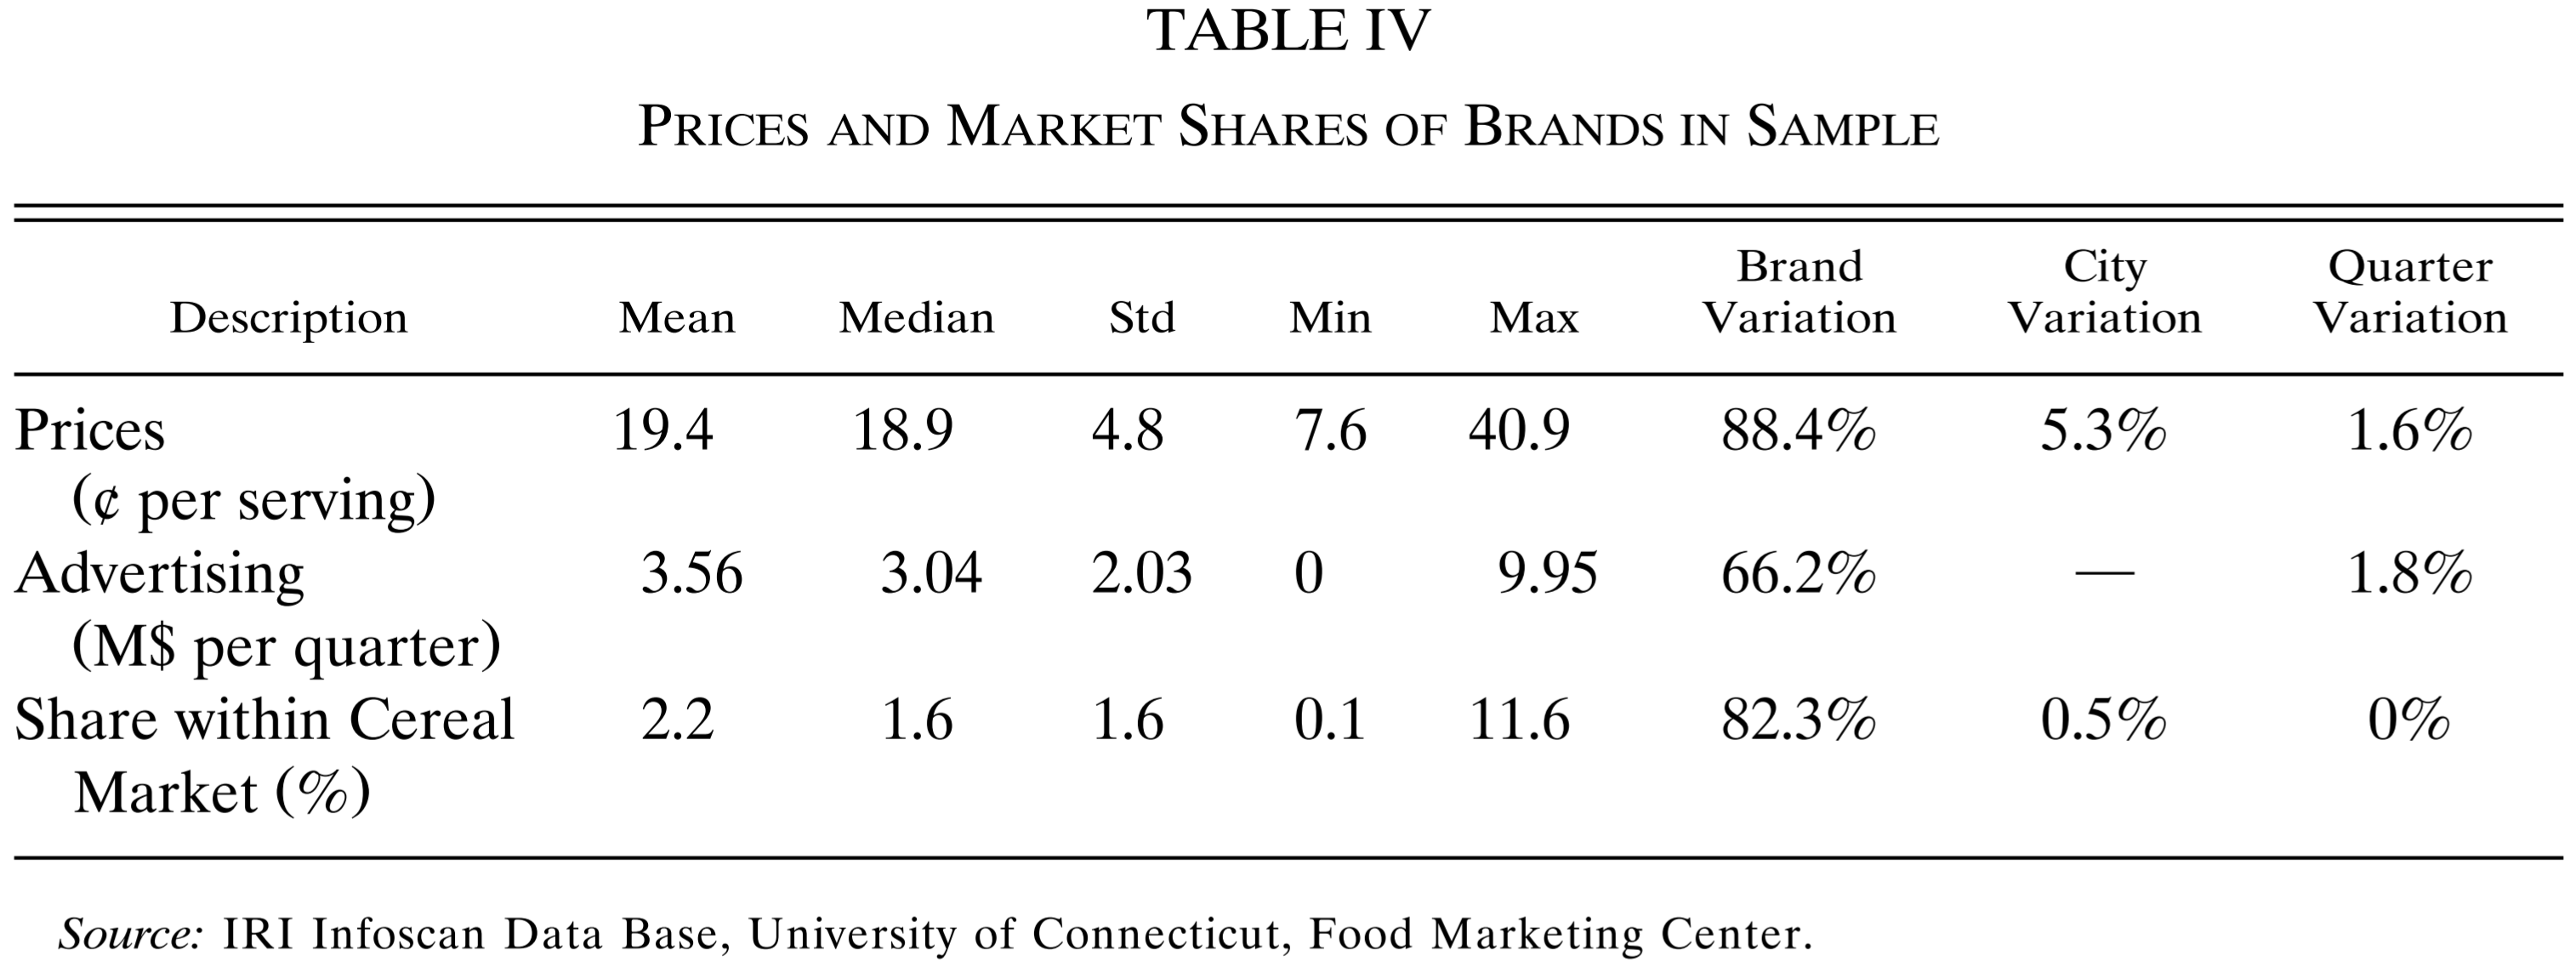 TABLE IV
PRICES AND MARKET SHARES OF BRANDS IN SAMPLE
Description Mean Median Std Min Max Brand Variation City Variation Quarter Variation
Prices 19.4 18.9 4.8 7.6 40.9 88.4% 5.3% 1.6%
(¢ per serving)
Advertising 3.56 3.04 2.03 0 9.95 66.2% — 1.8%
(M$ per quarter)
Share within Cereal 2.2 1.6 1.6 0.1 11.6 82.3% 0.5% 0%
Market (%)
Source: IRI Infoscan Data Base, University of Connecticut, Food Marketing Center.